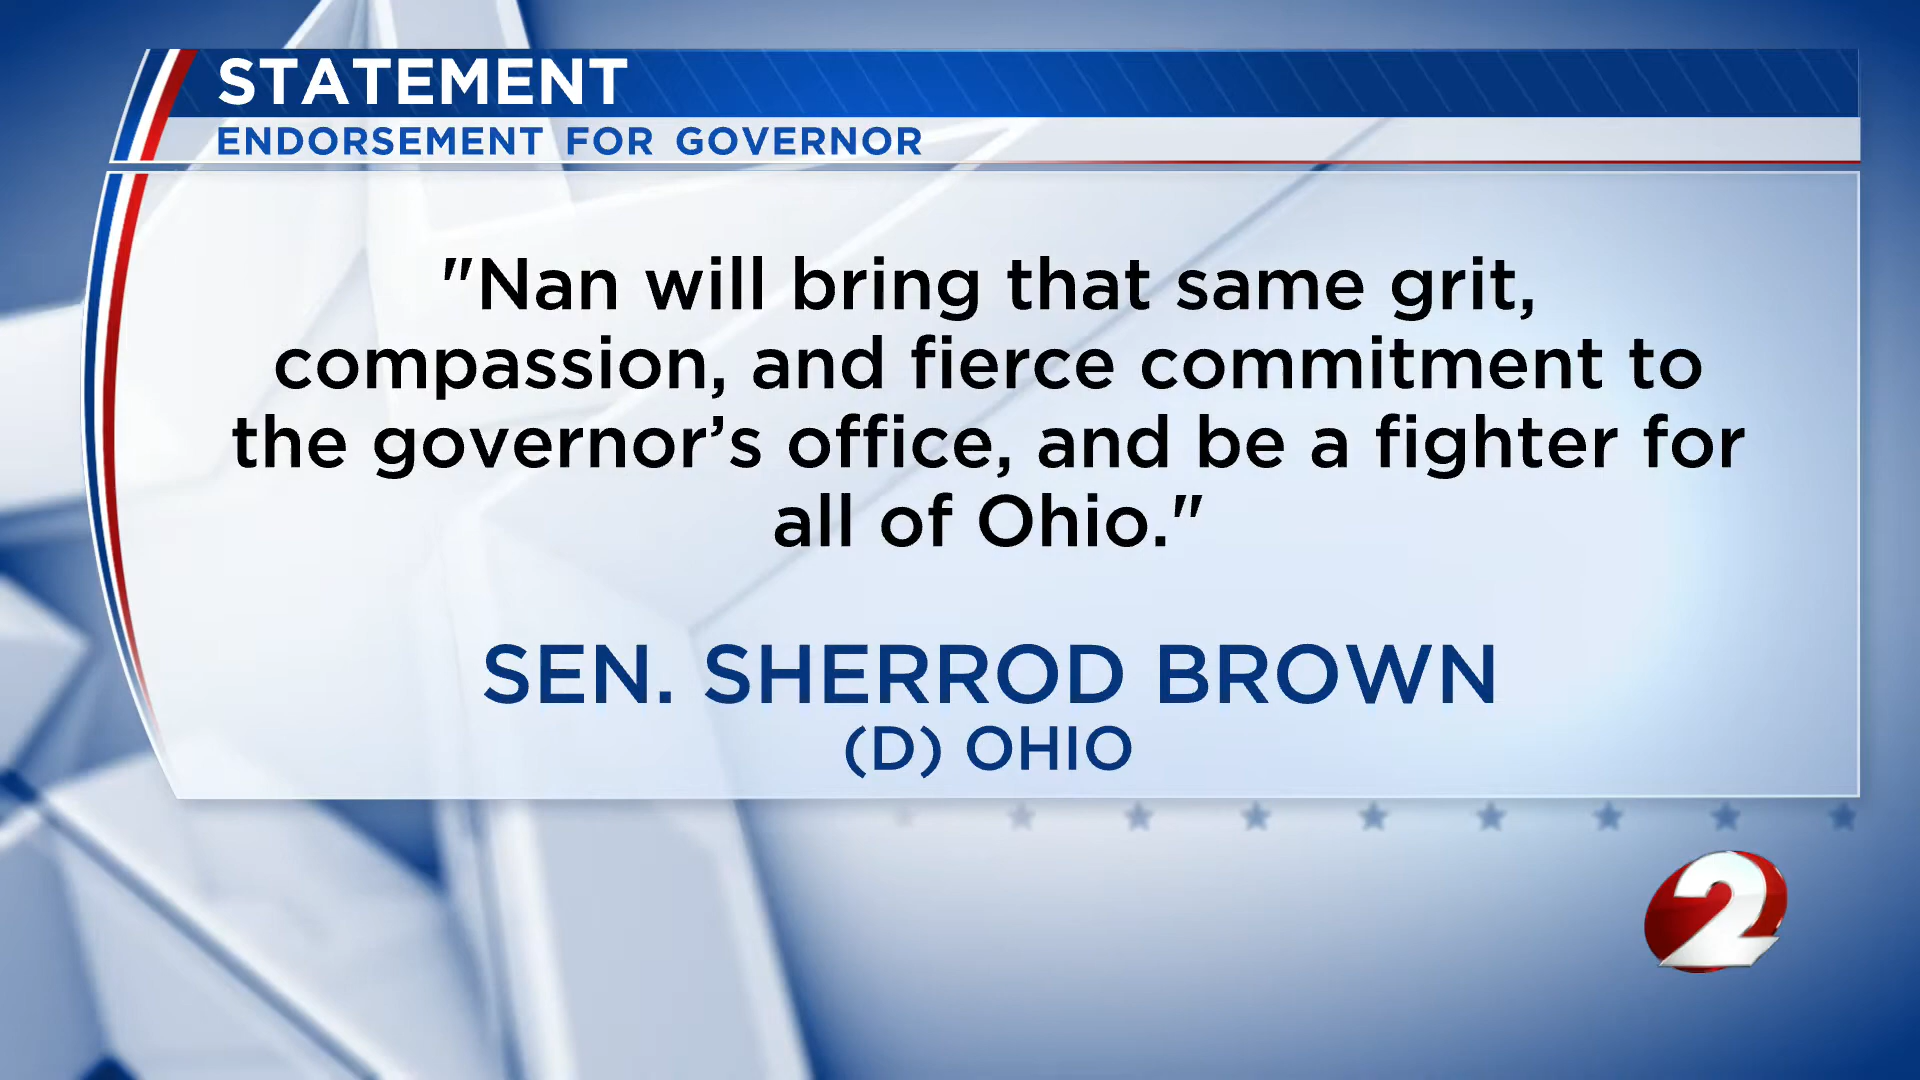 STATEMENT
ENDORSEMENT FOR GOVERNOR
"Nan will bring that same grit,
compassion, and fierce commitment to
the governor’s office, and be a fighter for
all of Ohio."
SEN. SHERROD BROWN
(D) OHIO
2